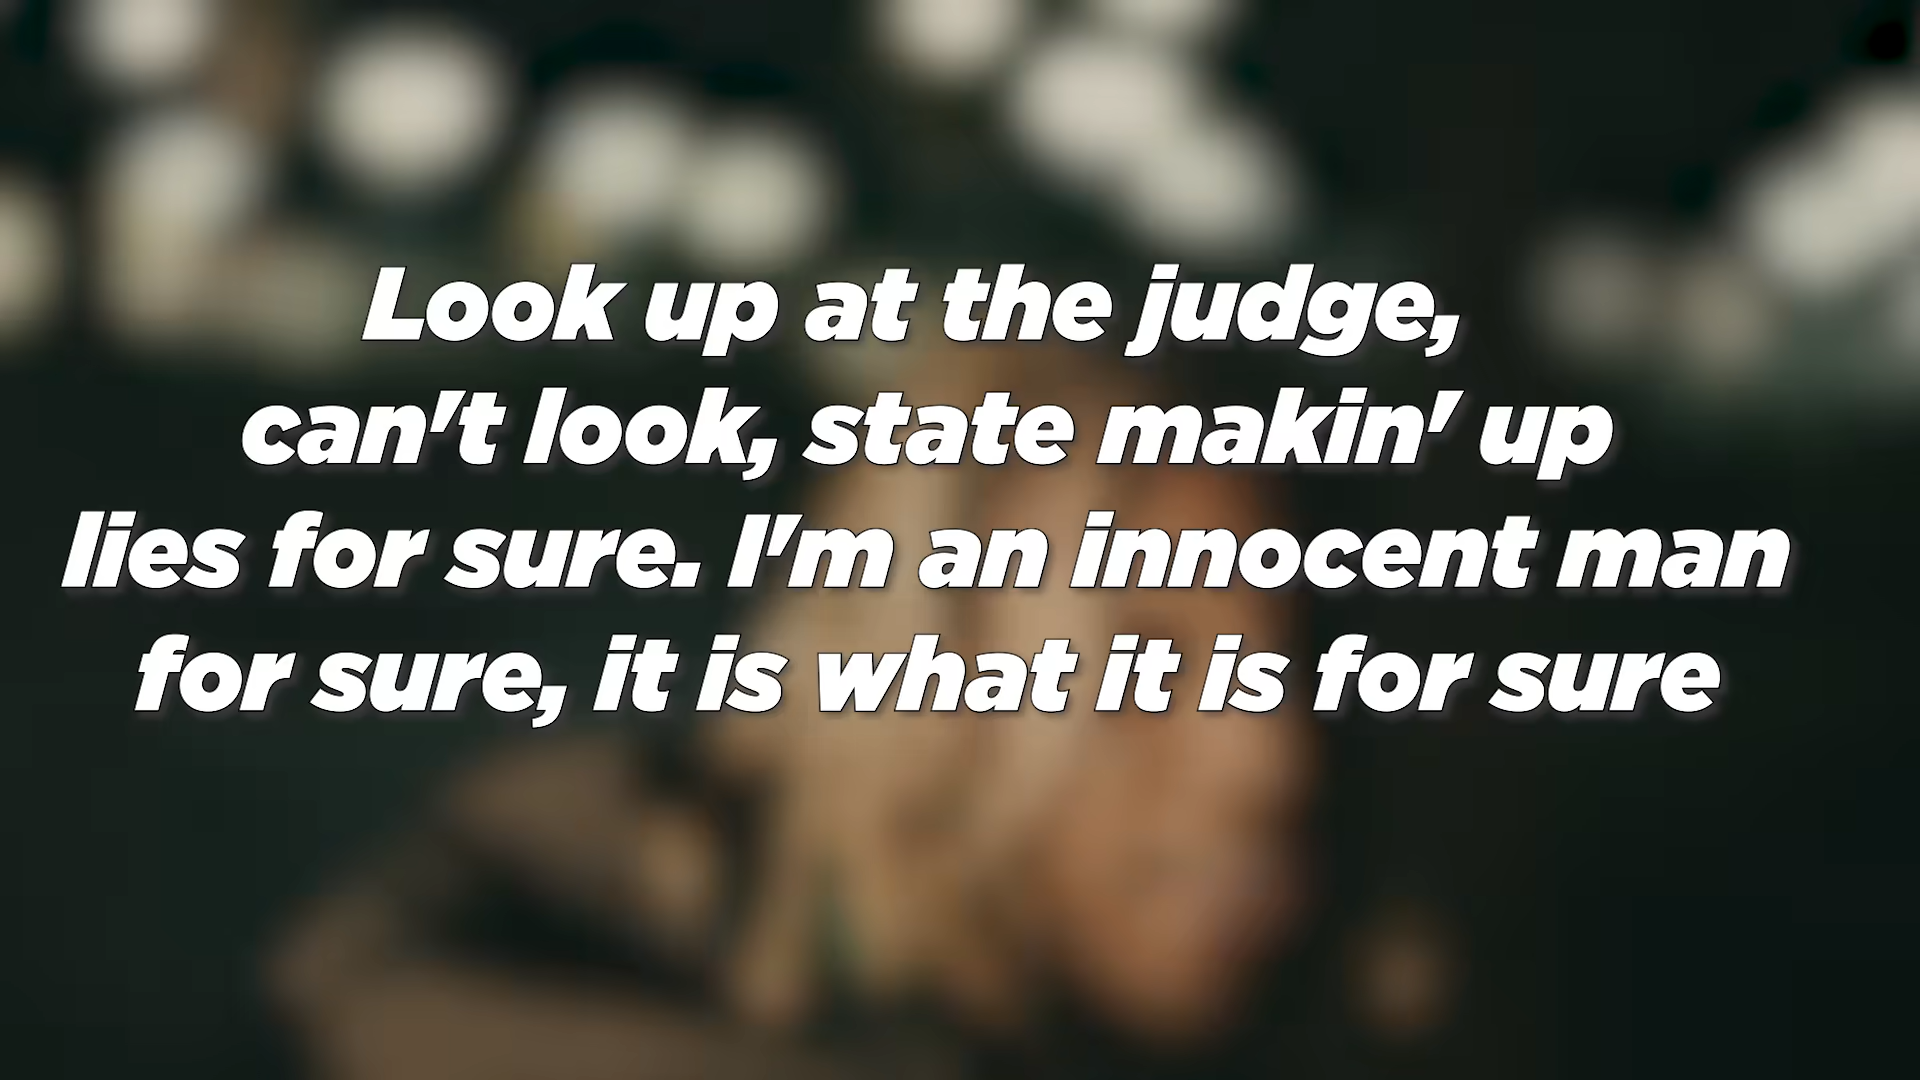 Look up at the judge,
can't look, state makin' up
lies for sure. I'm an innocent man
for sure, it is what it is for sure